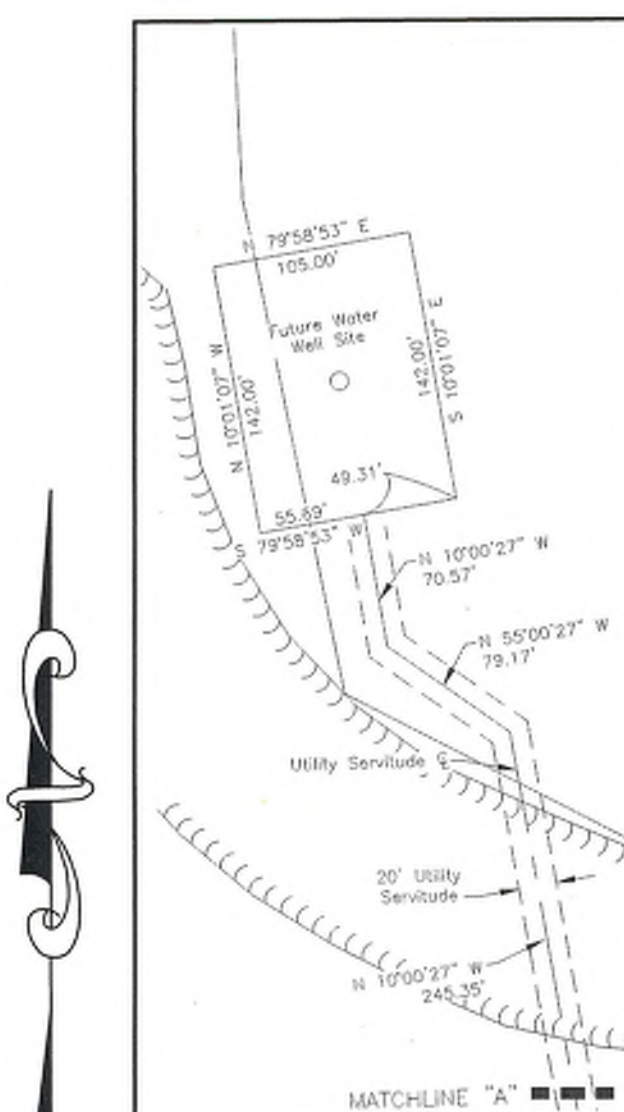 N 79°58'53" E
105.00'
Future Water
Well Site
N 10°01'07" W
142.00'
142.00'
S 10°01'07" E
49.31'
55.69'
S 79°58'53" W
N 10°00'27" W
70.57'
N 55°00'27" W
79.17'
Utility Servitude ℄
20' Utility
Servitude
N 10°00'27" W
245.35'
MATCHLINE "A"